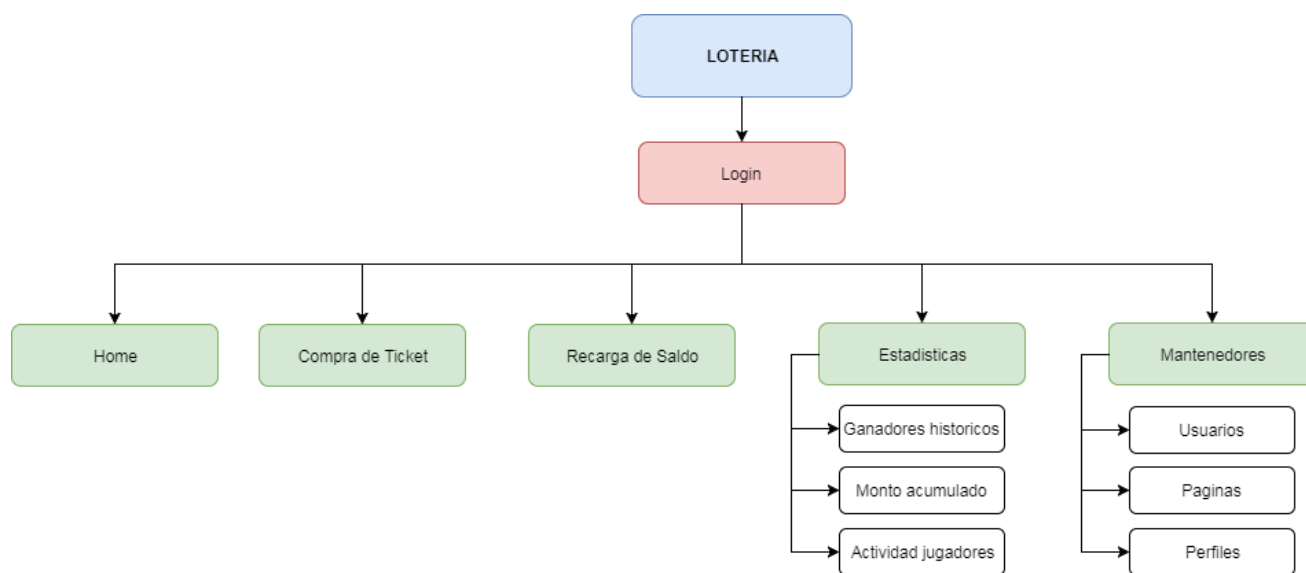 LOTERIA
Login
Home
Compra de Ticket
Recarga de Saldo
Estadisticas
Mantenedores
Ganadores historicos
Monto acumulado
Actividad jugadores
Usuarios
Paginas
Perfiles